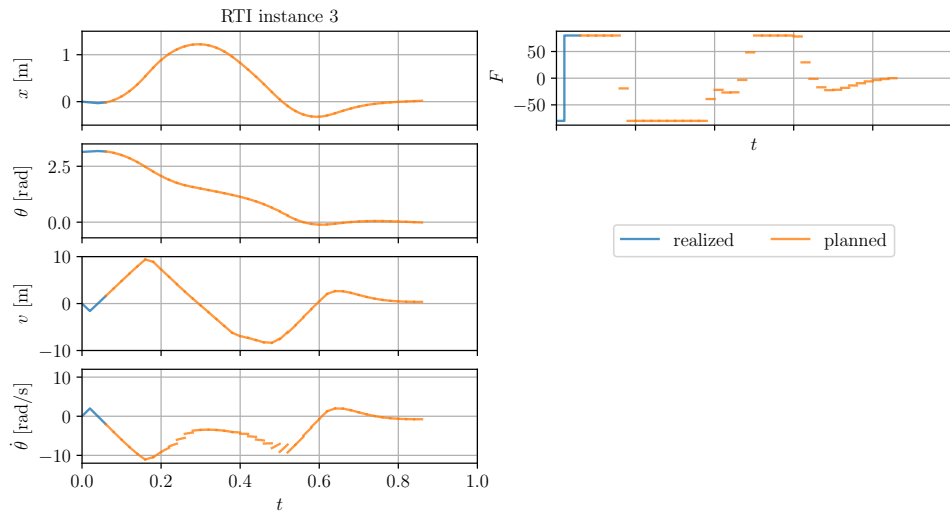 RTI instance 3
x [m]
1
0
F
50
0
−50
t
θ [rad]
2.5
0.0
realized
planned
v [m]
10
0
−10
θ̇ [rad/s]
10
0
−10
0.0 0.2 0.4 0.6 0.8 1.0
t